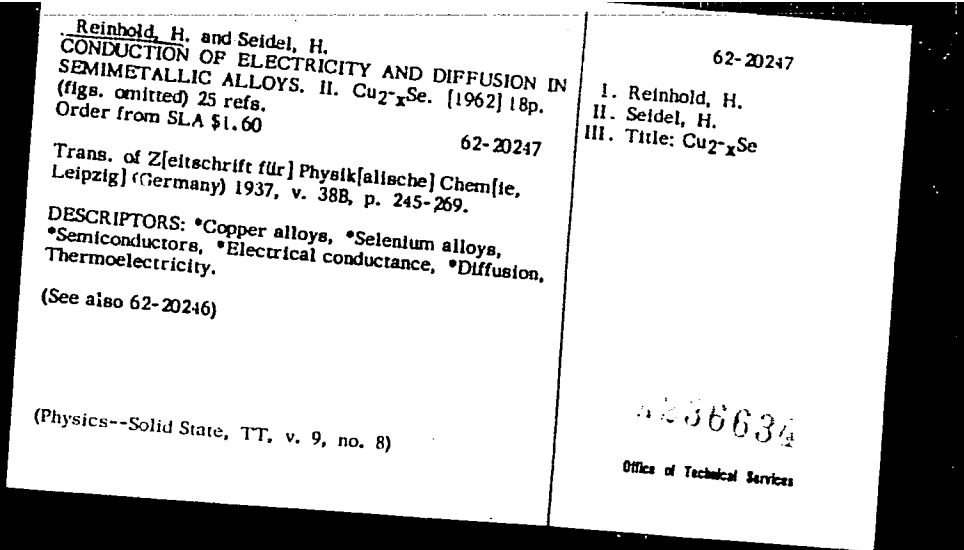 Reinhold, H. and Seidel, H.
CONDUCTION OF ELECTRICITY AND DIFFUSION IN
SEMIMETALLIC ALLOYS. II. Cu₂₋ₓSe. [1962] 18p.
(figs. omitted) 25 refs.
Order from SLA $1.60
62-20247
Trans. of Z[eitschrift für] Physik[alische] Chem[ie,
Leipzig] (Germany) 1937, v. 38B, p. 245-269.
DESCRIPTORS: *Copper alloys, *Selenium alloys,
*Semiconductors, *Electrical conductance, *Diffusion,
Thermoelectricity.
(See also 62-20246)
(Physics--Solid State, TT, v. 9, no. 8)
62-20247
I. Reinhold, H.
II. Seidel, H.
III. Title: Cu₂₋ₓSe
236634
Office of Technical Services